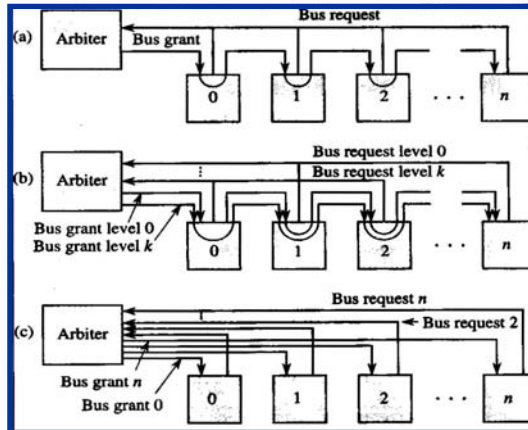 Bus request
(a)
Arbiter
Bus grant
0 1 2 . . . n
Bus request level 0
Bus request level k
(b)
Arbiter
Bus grant level 0
Bus grant level k
0 1 2 . . . n
Bus request n
(c)
Arbiter
Bus request 2
Bus grant n
Bus grant 0
0 1 2 . . . n